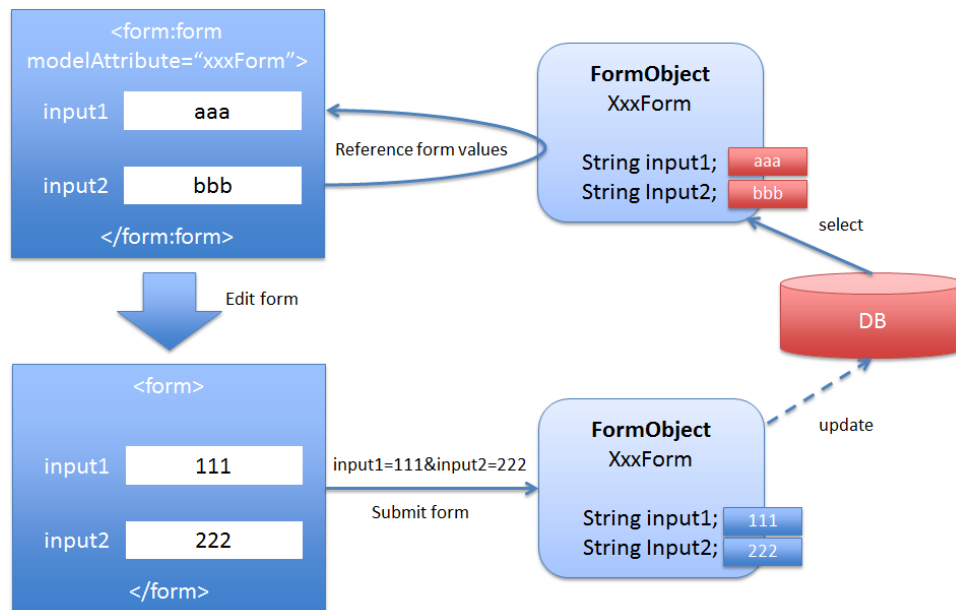 <form:form
modelAttribute=“xxxForm”>
input1
aaa
input2
bbb
</form:form>
Reference form values
FormObject
XxxForm
String input1;
aaa
String Input2;
bbb
select
DB
update
Edit form
<form>
input1
111
input2
222
</form>
input1=111&input2=222
Submit form
FormObject
XxxForm
String input1;
111
String Input2;
222